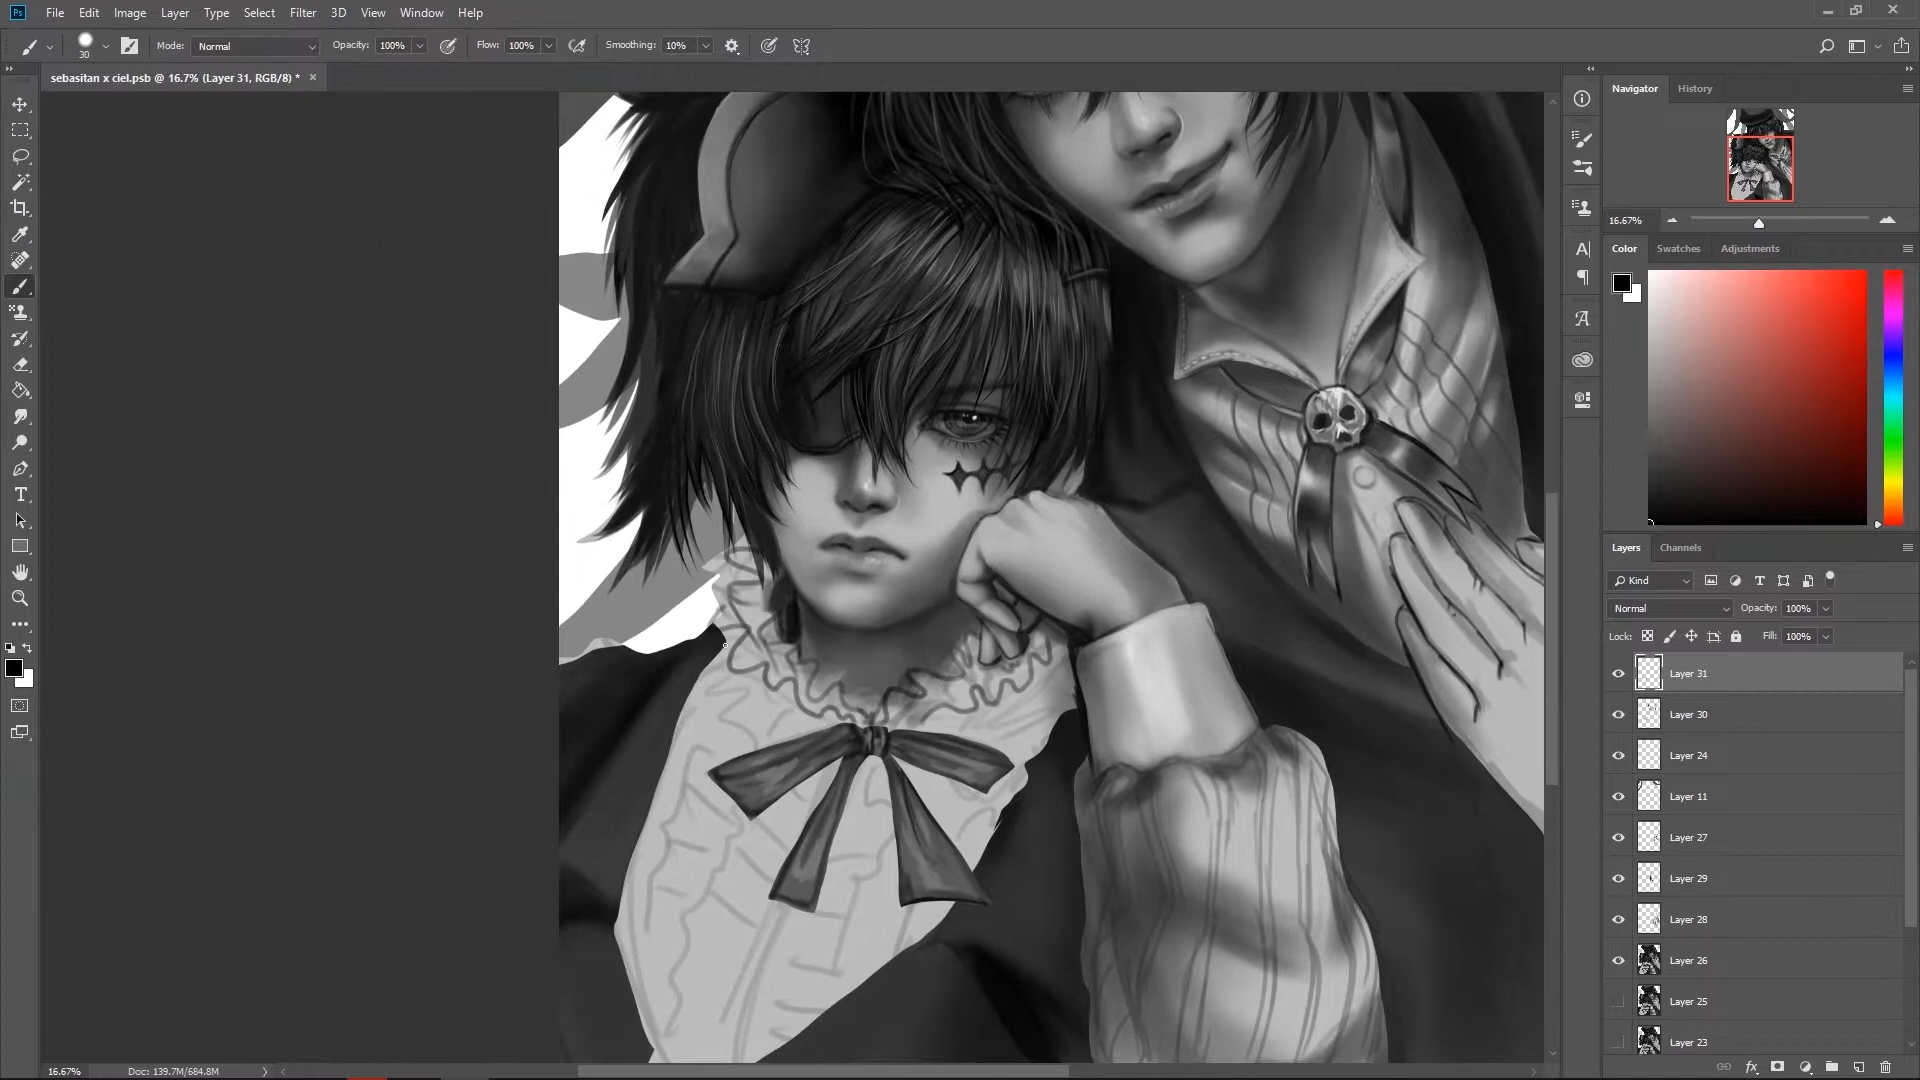 Ps File Edit Image Layer Type Select Filter 3D View Window Help
30 Mode: Normal Opacity: 100% Flow: 100% Smoothing: 10%
sebasitan x ciel.psb @ 16.7% (Layer 31, RGB/8) *
Navigator History
16.67%
Color Swatches Adjustments
Layers Channels
Kind
Normal Opacity: 100%
Lock: Fill: 100%
Layer 31
Layer 30
Layer 24
Layer 11
Layer 27
Layer 29
Layer 28
Layer 26
Layer 25
Layer 23
16.67% Doc: 139.7M/684.8M